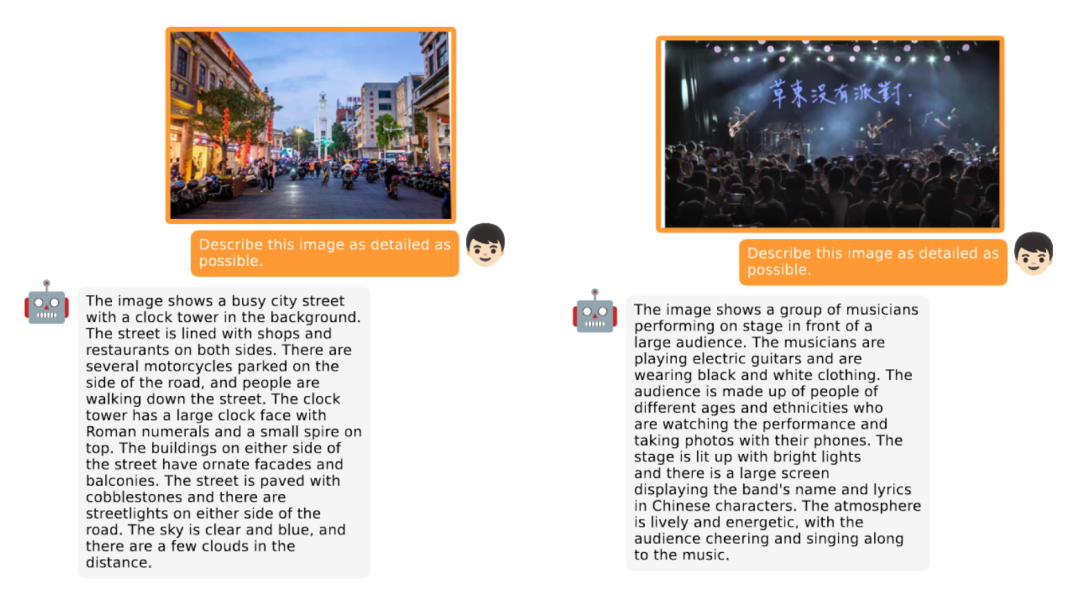 Describe this image as detailed as
possible.
The image shows a busy city street
with a clock tower in the background.
The street is lined with shops and
restaurants on both sides. There are
several motorcycles parked on the
side of the road, and people are
walking down the street. The clock
tower has a large clock face with
Roman numerals and a small spire on
top. The buildings on either side of
the street have ornate facades and
balconies. The street is paved with
cobblestones and there are
streetlights on either side of the
road. The sky is clear and blue, and
there are a few clouds in the
distance.
草東沒有派對.
Describe this image as detailed as
possible.
The image shows a group of musicians
performing on stage in front of a
large audience. The musicians are
playing electric guitars and are
wearing black and white clothing. The
audience is made up of people of
different ages and ethnicities who
are watching the performance and
taking photos with their phones. The
stage is lit up with bright lights
and there is a large screen
displaying the band's name and lyrics
in Chinese characters. The atmosphere
is lively and energetic, with the
audience cheering and singing along
to the music.